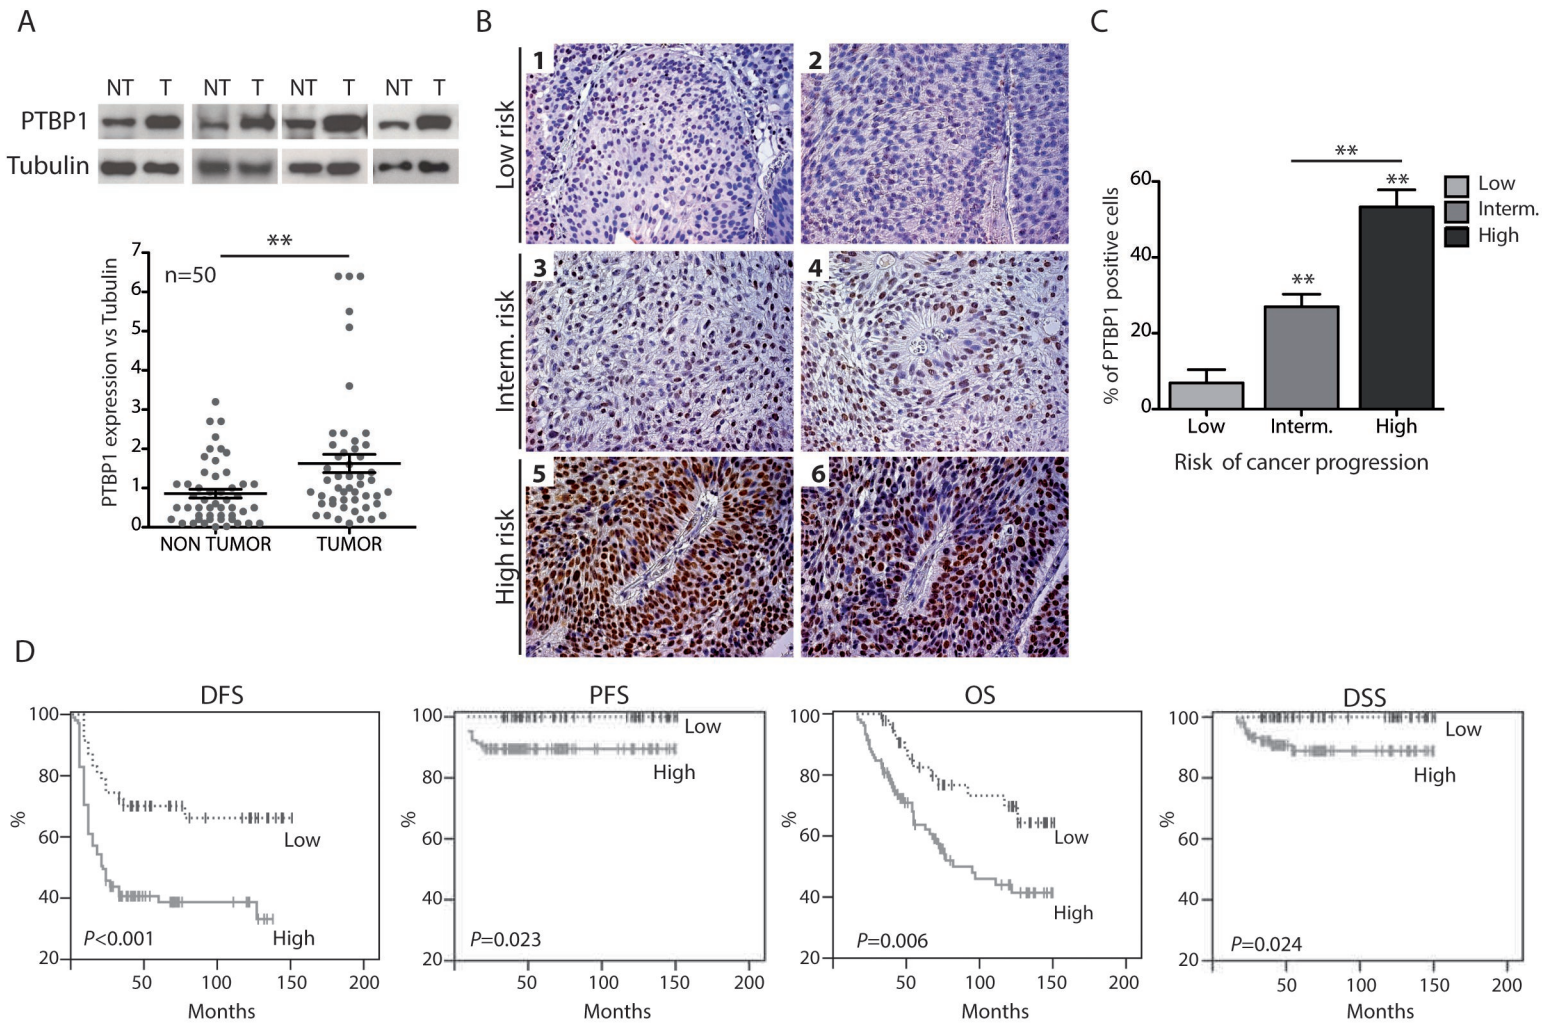 A
NT T NT T NT T NT T
PTBP1
Tubulin
PTBP1 expression vs Tubulin
7
6
5
4
3
2
1
0
n=50
**
NON TUMOR TUMOR
B
Low risk
1 2
Interm. risk
3 4
High risk
5 6
C
% of PTBP1 positive cells
60
40
20
0
**
**
**
Low
Interm.
High
Low Interm. High
Risk of cancer progression
D
DFS
%
100
80
60
40
20
Low
High
P<0.001
50 100 150 200
Months
PFS
%
100
80
60
40
20
Low
High
P=0.023
50 100 150 200
Months
OS
%
100
80
60
40
20
Low
High
P=0.006
50 100 150 200
Months
DSS
%
100
80
60
40
20
Low
High
P=0.024
50 100 150 200
Months